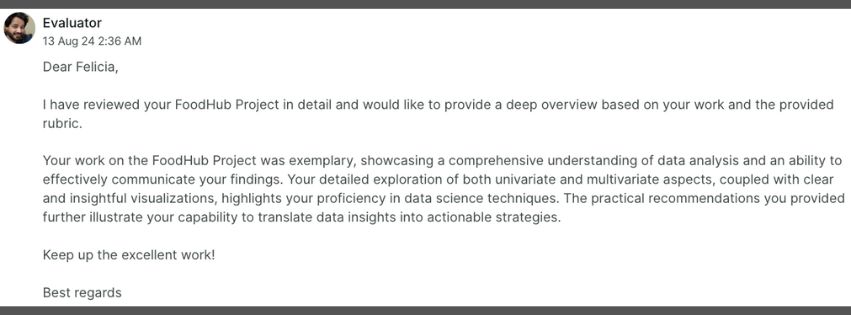 Evaluator
13 Aug 24 2:36 AM
Dear Felicia,
I have reviewed your FoodHub Project in detail and would like to provide a deep overview based on your work and the provided
rubric.
Your work on the FoodHub Project was exemplary, showcasing a comprehensive understanding of data analysis and an ability to
effectively communicate your findings. Your detailed exploration of both univariate and multivariate aspects, coupled with clear
and insightful visualizations, highlights your proficiency in data science techniques. The practical recommendations you provided
further illustrate your capability to translate data insights into actionable strategies.
Keep up the excellent work!
Best regards